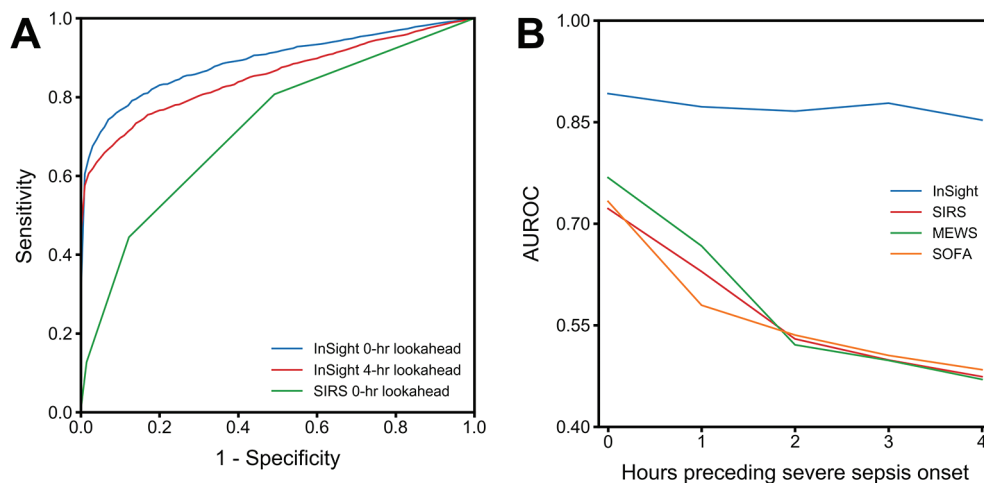 A
1.0
0.8
0.6
0.4
0.2
0.0
Sensitivity
InSight 0-hr lookahead
InSight 4-hr lookahead
SIRS 0-hr lookahead
0.0 0.2 0.4 0.6 0.8 1.0
1 - Specificity
B
1.00
0.85
0.70
0.55
0.40
AUROC
InSight
SIRS
MEWS
SOFA
0 1 2 3 4
Hours preceding severe sepsis onset